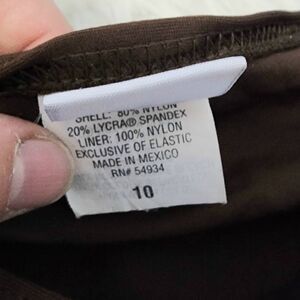 SHELL: 80% NYLON
20% LYCRA® SPANDEX
LINER: 100% NYLON
EXCLUSIVE OF ELASTIC
MADE IN MEXICO
RN# 54934
10